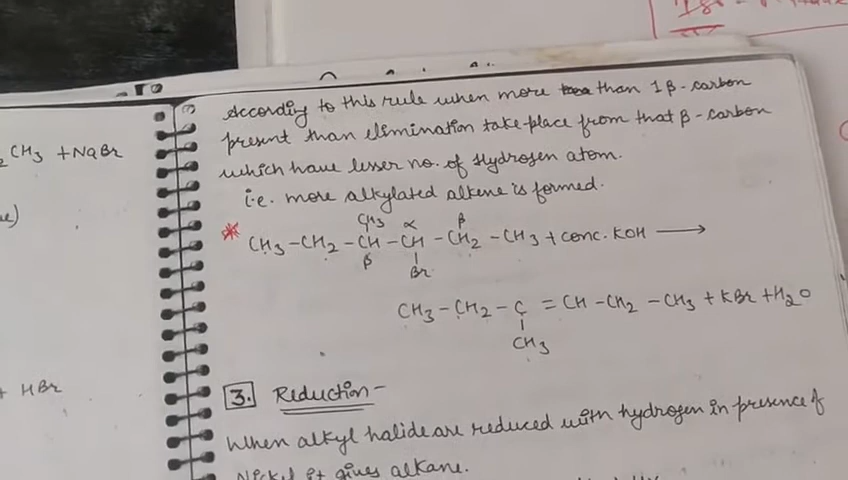 ₂CH₃ + NaBr
+ HBr
According to this rule when more than 1 β-carbon
present than elimination take place from that β-carbon
which have lesser no. of Hydrogen atom.
i.e. more alkylated alkene is formed.
CH₃ α β
* CH₃ - CH₂ - CH - CH - CH₂ - CH₃ + conc. KOH ⟶
β Br
CH₃ - CH₂ - C = CH - CH₂ - CH₃ + KBr + H₂O
CH₃
3. Reduction -
When alkyl halide are reduced with hydrogen in presence of
Nickel it gives alkane.